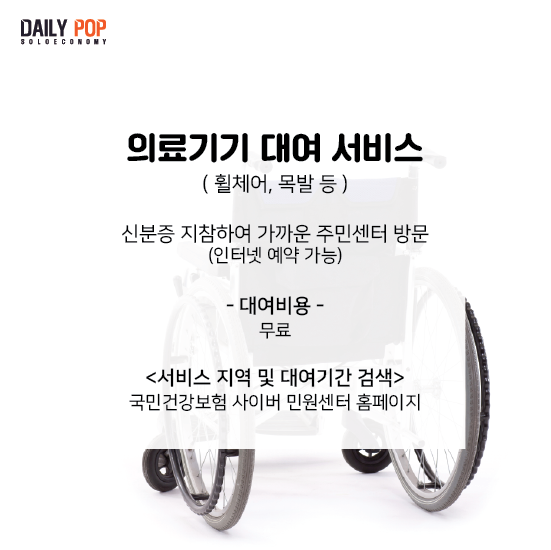 DAILY POP
SOLOECONOMY
의료기기 대여 서비스
( 휠체어, 목발 등 )
신분증 지참하여 가까운 주민센터 방문
(인터넷 예약 가능)
- 대여비용 -
무료
<서비스 지역 및 대여기간 검색>
국민건강보험 사이버 민원센터 홈페이지